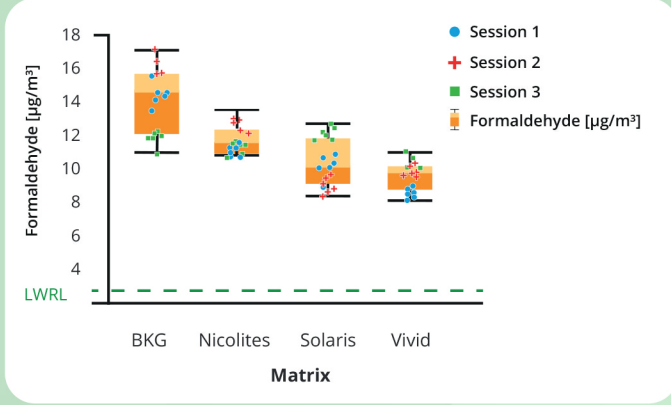 18
16
14
12
10
8
6
4
Formaldehyde [µg/m³]
LWRL
BKG
Nicolites
Solaris
Vivid
Matrix
Session 1
Session 2
Session 3
Formaldehyde [µg/m³]